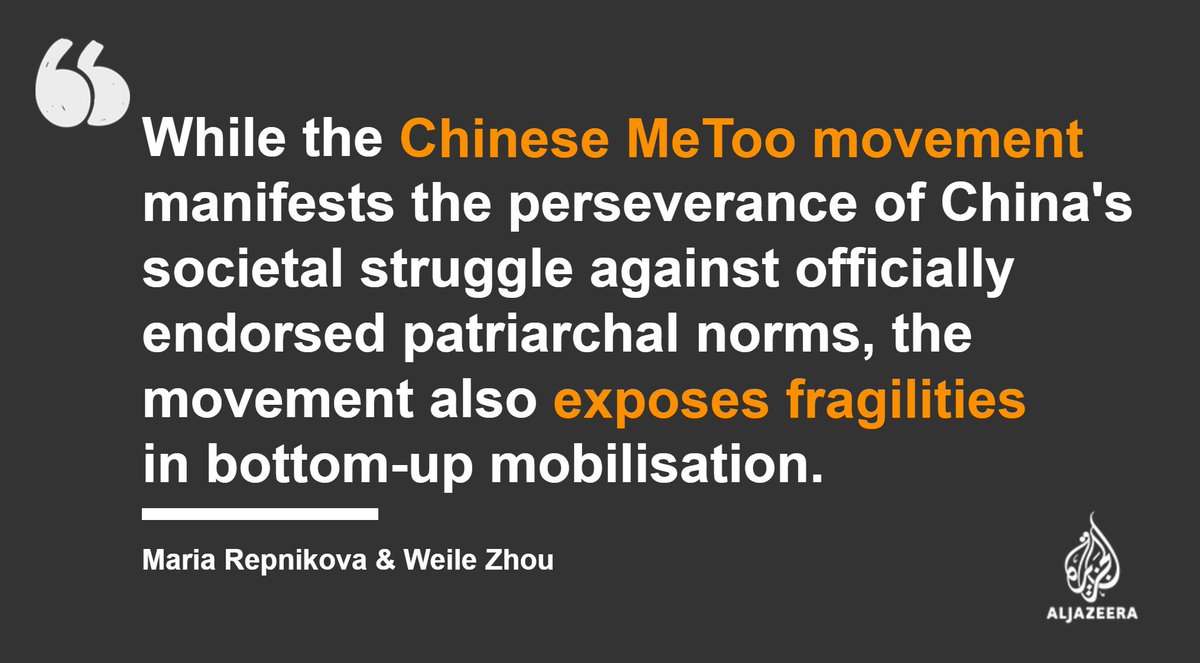 While the Chinese MeToo movement
manifests the perseverance of China's
societal struggle against officially
endorsed patriarchal norms, the
movement also exposes fragilities
in bottom-up mobilisation.
Maria Repnikova & Weile Zhou
الجزيرة
ALJAZEERA